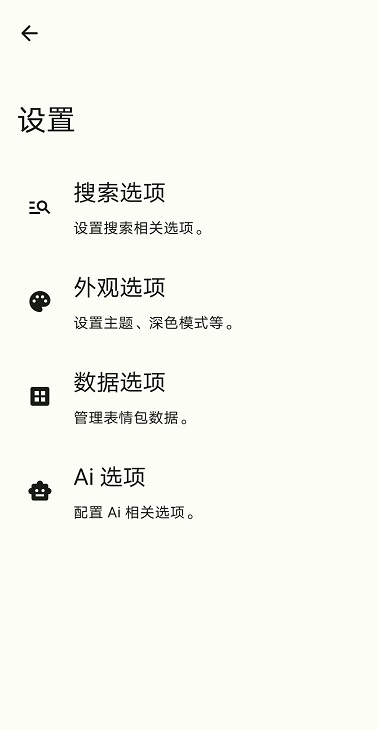 设置
搜索选项
设置搜索相关选项。
外观选项
设置主题、深色模式等。
数据选项
管理表情包数据。
Ai 选项
配置 Ai 相关选项。